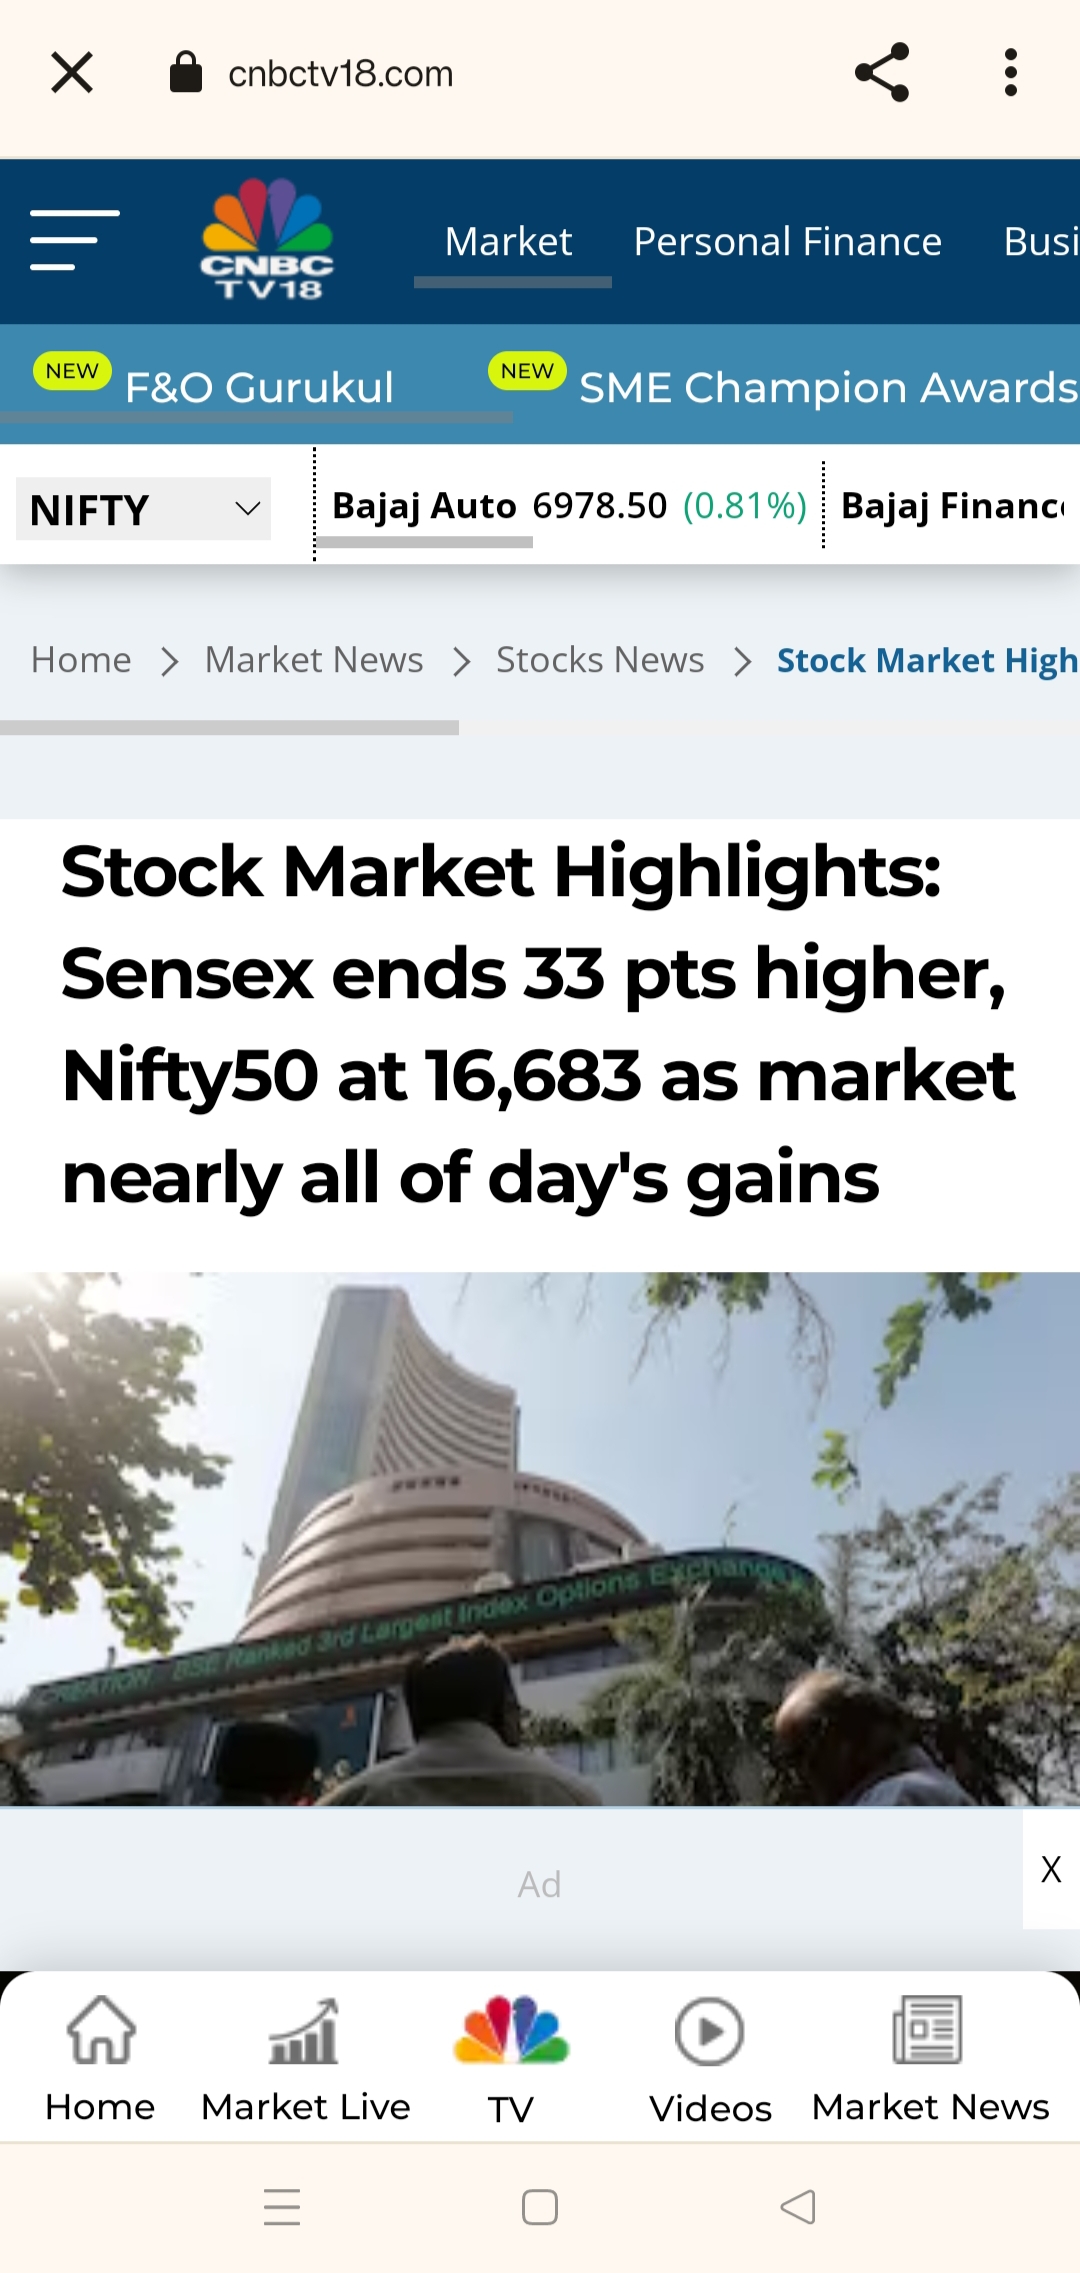 cnbctv18.com
CNBC
TV18
Market Personal Finance Busi
NEW F&O Gurukul NEW SME Champion Awards
NIFTY Bajaj Auto 6978.50 (0.81%) Bajaj Financ
Home > Market News > Stocks News > Stock Market High
Stock Market Highlights:
Sensex ends 33 pts higher,
Nifty50 at 16,683 as market
nearly all of day's gains
CREATION BSE Ranked 3rd Largest Index Options Exchange
Ad
X
Home Market Live TV Videos Market News